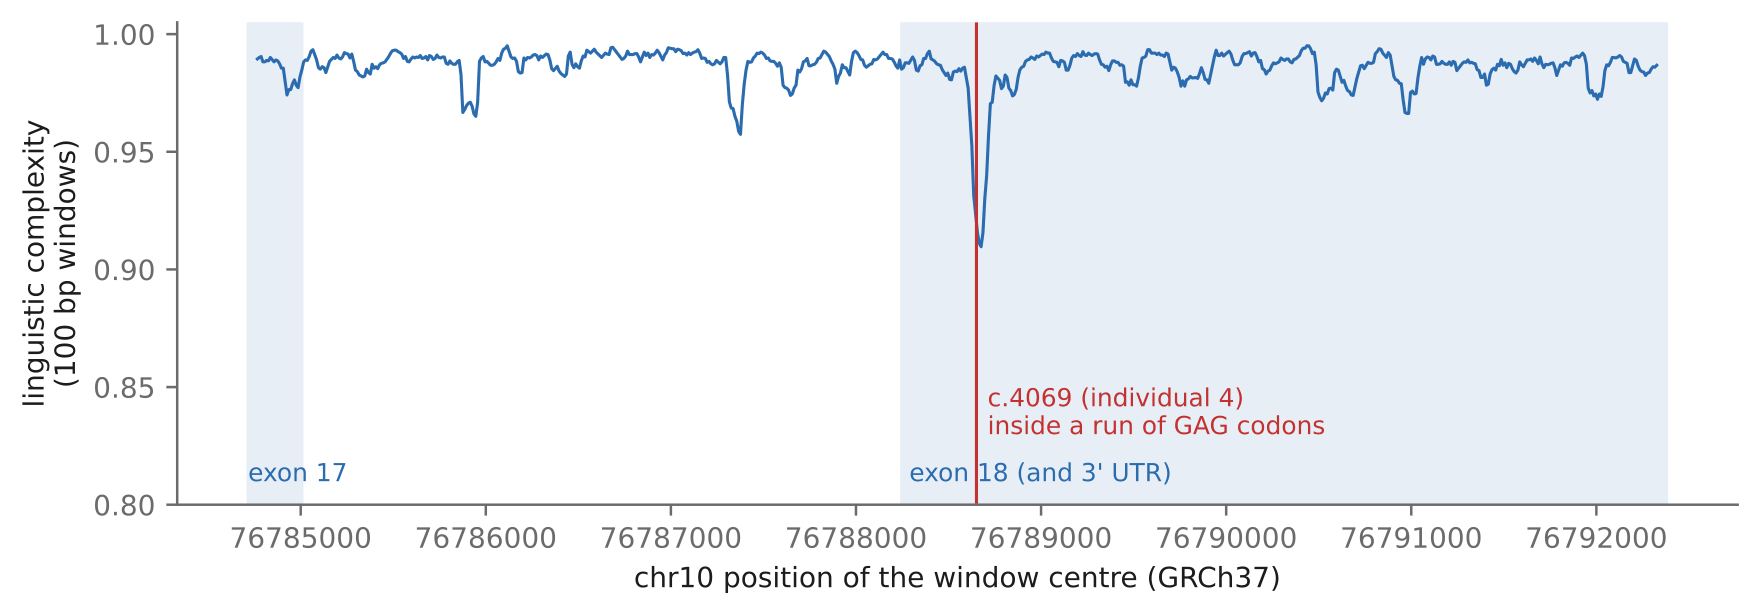 linguistic complexity
(100 bp windows)
1.00
0.95
0.90
0.85
0.80
c.4069 (individual 4)
inside a run of GAG codons
exon 17
exon 18 (and 3' UTR)
76785000
76786000
76787000
76788000
76789000
76790000
76791000
76792000
chr10 position of the window centre (GRCh37)